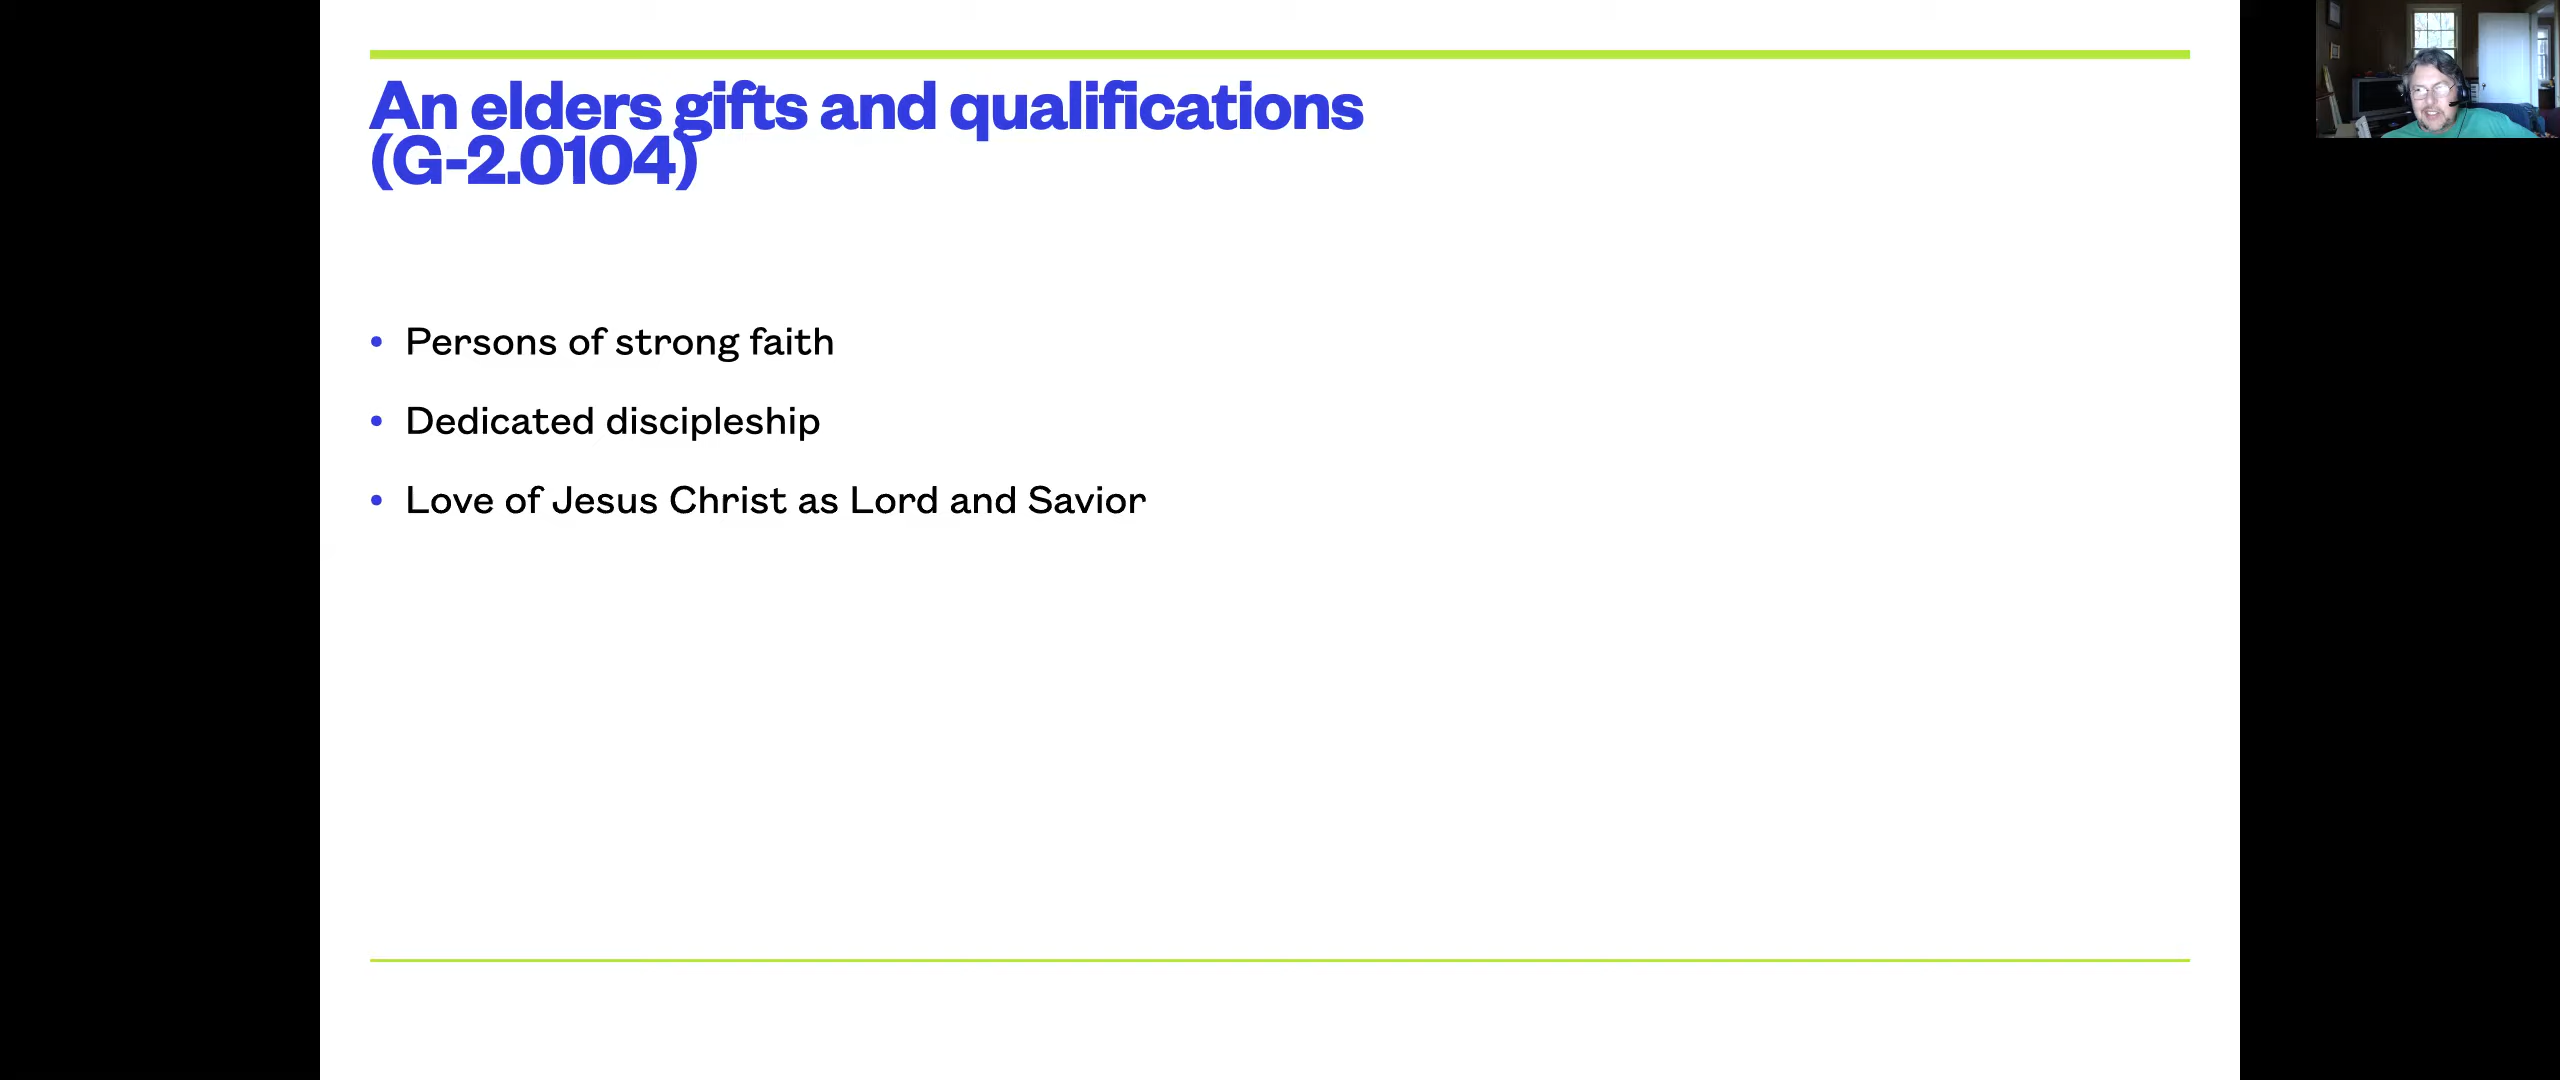 An elders gifts and qualifications
(G-2.0104)
• Persons of strong faith
• Dedicated discipleship
• Love of Jesus Christ as Lord and Savior